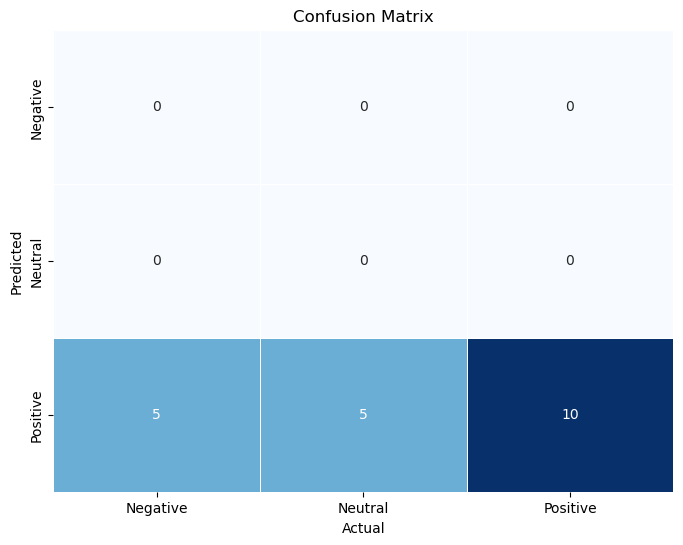 Confusion Matrix
Negative
0 0 0
Predicted
Neutral
0 0 0
Positive
5 5 10
Negative Neutral Positive
Actual